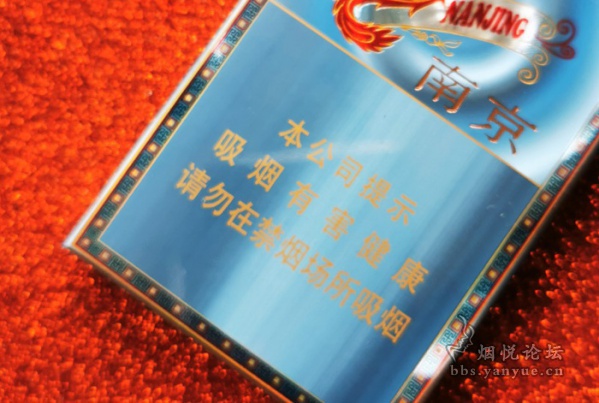 NANJING
南京
本公司提示
吸烟有害健康
请勿在禁烟场所吸烟
烟悦论坛
bbs.yanyue.cn